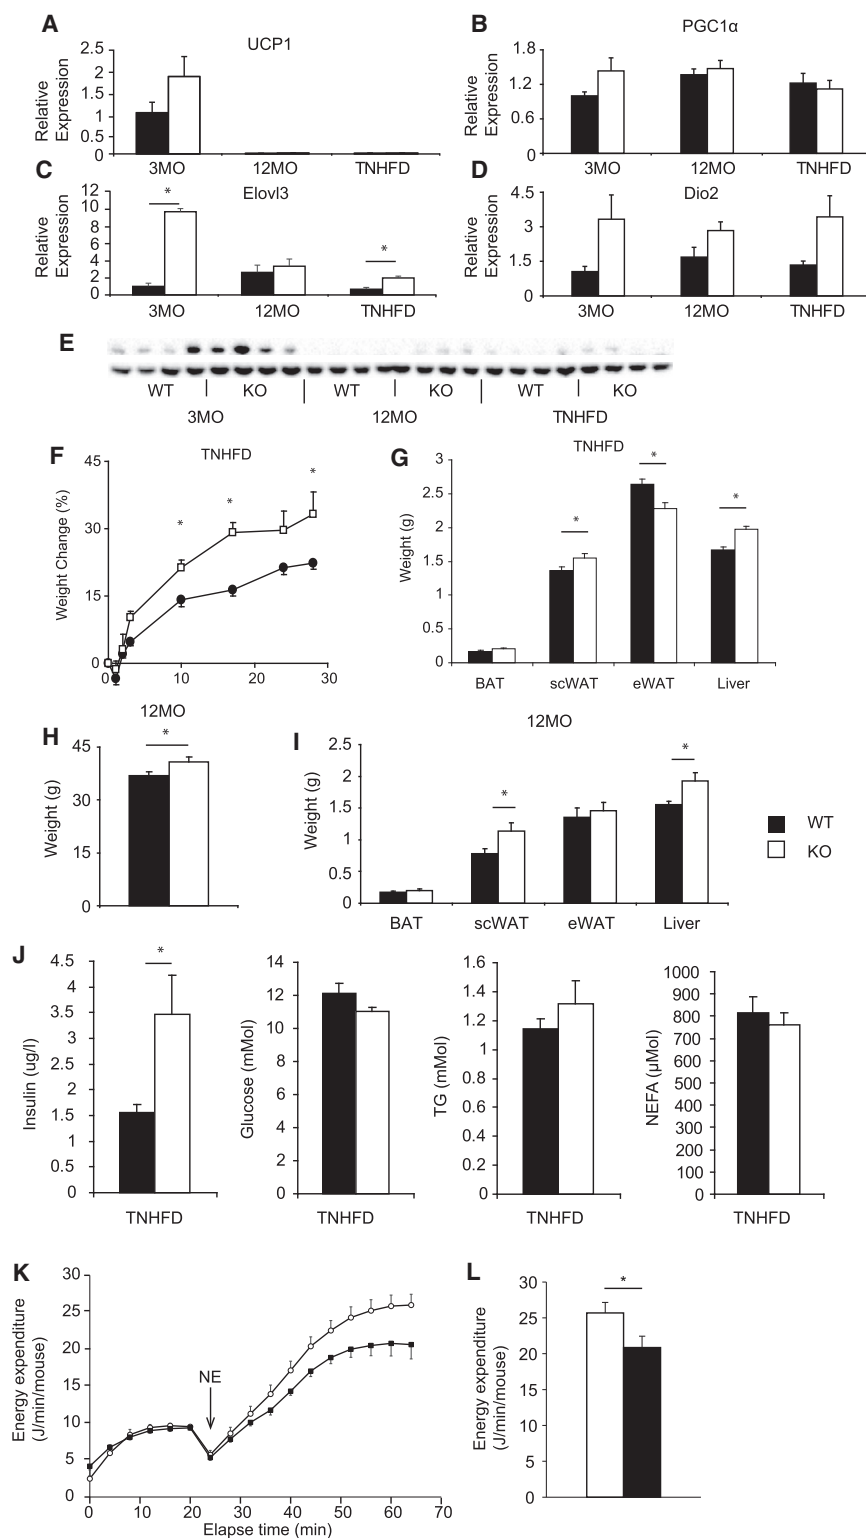 A
UCP1
Relative
Expression
2.5
2
1.5
1
0.5
0
3MO 12MO TNHFD
B
PGC1α
Relative
Expression
1.8
1.2
0.6
0
3MO 12MO TNHFD
C
Elovl3
Relative
Expression
12
10
8
6
4
2
0
*
*
3MO 12MO TNHFD
D
Dio2
Relative
Expression
4.5
3
1.5
0
3MO 12MO TNHFD
E
WT KO WT KO WT KO
3MO 12MO TNHFD
F
TNHFD
Weight Change (%)
45
30
15
0
* * *
0 10 20 30
G
TNHFD
Weight (g)
3
2.5
2
1.5
1
0.5
0
* * *
BAT scWAT eWAT Liver
H
12MO
Weight (g)
45
30
15
0
*
I
12MO
Weight (g)
2.5
2
1.5
1
0.5
0
* *
BAT scWAT eWAT Liver
WT
KO
J
Insulin (ug/l)
4.5
4
3.5
3
2.5
2
1.5
1
0.5
0
*
TNHFD
Glucose (mMol)
14
12
10
8
6
4
2
0
TNHFD
TG (mMol)
1.6
1.4
1.2
1
0.8
0.6
0.4
0.2
0
TNHFD
NEFA (µMol)
1000
900
800
700
600
500
400
300
200
100
0
TNHFD
K
Energy expenditure
(J/min/mouse)
30
25
20
15
10
5
0
NE
0 10 20 30 40 50 60 70
Elapse time (min)
L
Energy expenditure
(J/min/mouse)
30
25
20
15
10
5
0
*